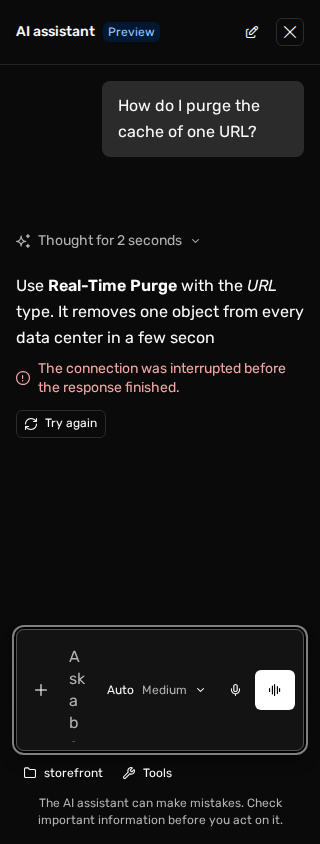 AI assistant Preview
How do I purge the
cache of one URL?
Thought for 2 seconds
Use Real-Time Purge with the URL
type. It removes one object from every
data center in a few secon
The connection was interrupted before
the response finished.
Try again
A
sk
a
b
Auto Medium
storefront Tools
The AI assistant can make mistakes. Check
important information before you act on it.